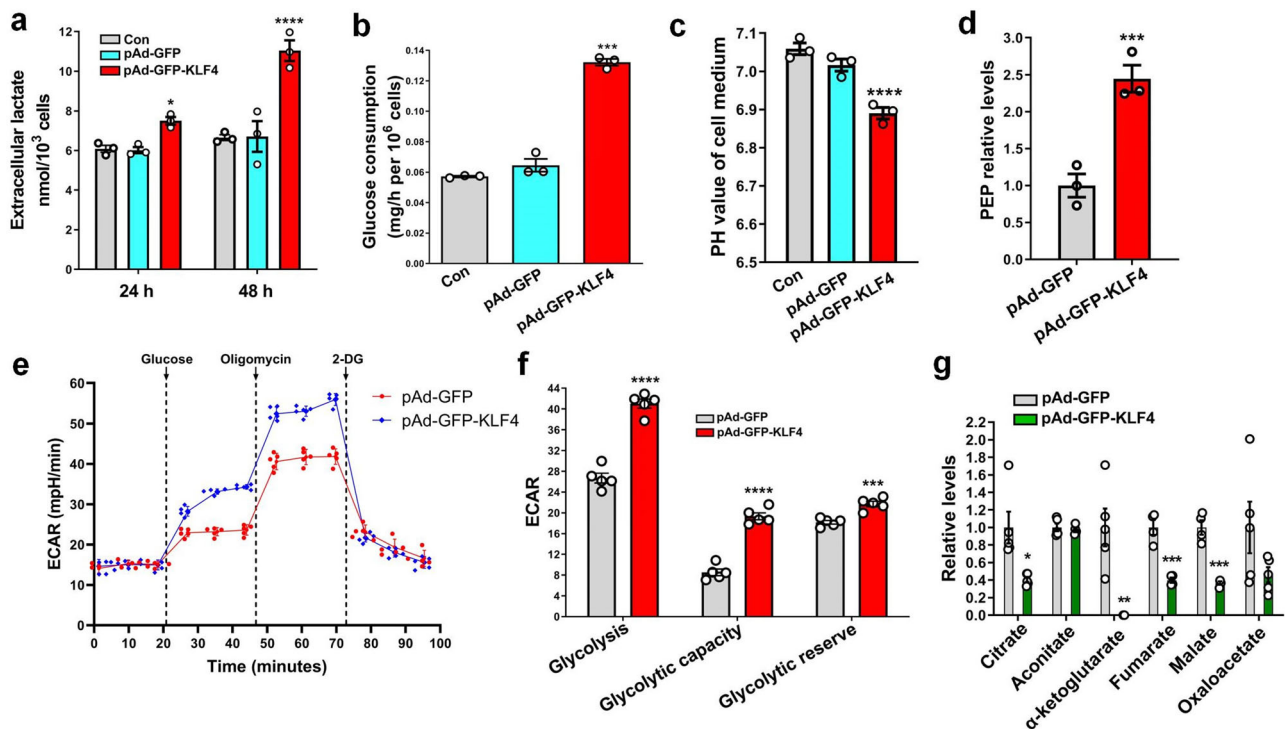 a
Extracellular lactate
nmol/10³ cells
12
10
8
6
4
2
0
Con
pAd-GFP
pAd-GFP-KLF4
*
****
24 h
48 h
b
Glucose consumption
(mg/h per 10⁶ cells)
0.14
0.12
0.10
0.08
0.06
0.04
0.02
0.00
***
Con
pAd-GFP
pAd-GFP-KLF4
c
PH value of cell medium
7.1
7.0
6.9
6.8
6.7
6.6
6.5
****
Con
pAd-GFP
pAd-GFP-KLF4
d
PEP relative levels
3.0
2.5
2.0
1.5
1.0
0.5
0.0
***
pAd-GFP
pAd-GFP-KLF4
e
Glucose
Oligomycin
2-DG
ECAR (mpH/min)
60
50
40
30
20
10
0
pAd-GFP
pAd-GFP-KLF4
0
10
20
30
40
50
60
70
80
90
100
Time (minutes)
f
ECAR
44
40
36
32
28
24
20
16
12
8
4
0
pAd-GFP
pAd-GFP-KLF4
****
****
***
Glycolysis
Glycolytic capacity
Glycolytic reserve
g
pAd-GFP
pAd-GFP-KLF4
Relative levels
2.2
2.0
1.8
1.6
1.4
1.2
1.0
0.8
0.6
0.4
0.2
0.0
*
**
***
***
Citrate
Aconitate
α-ketoglutarate
Fumarate
Malate
Oxaloacetate